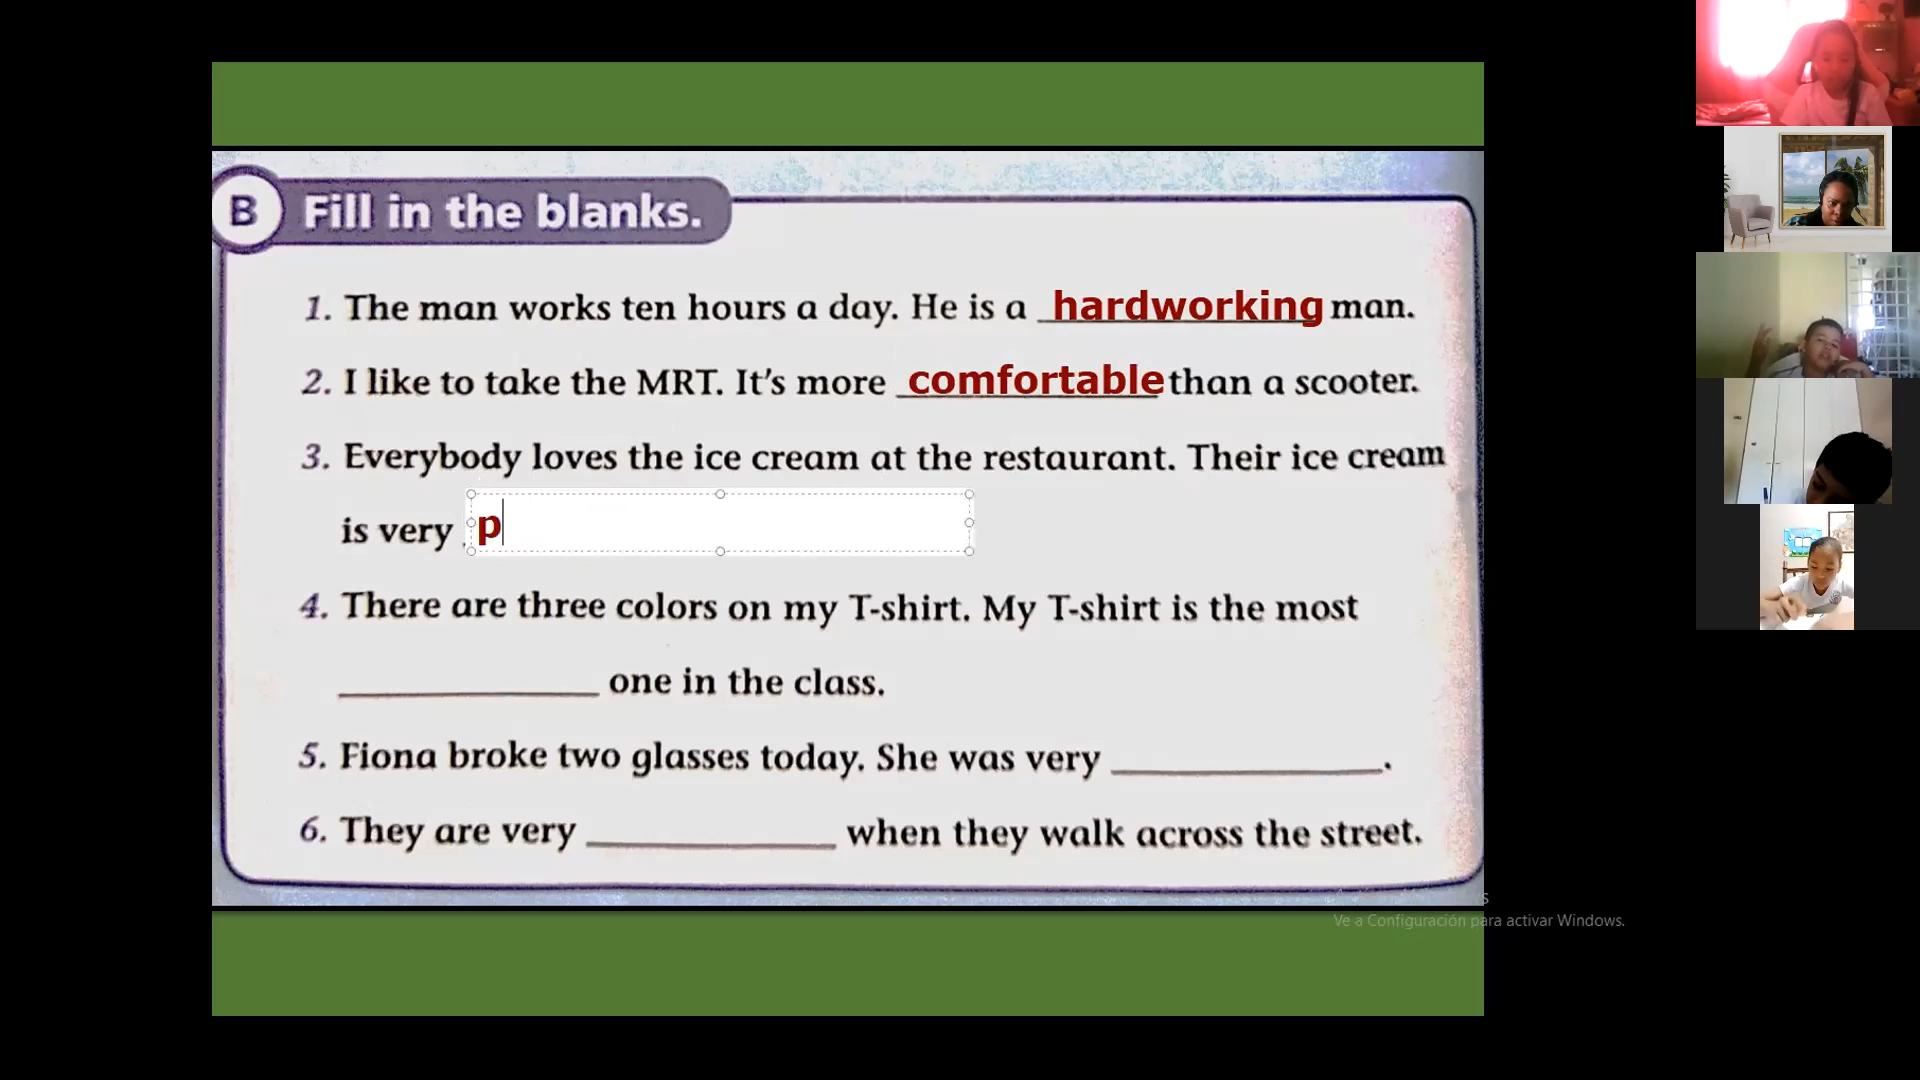 B Fill in the blanks.
1. The man works ten hours a day. He is a hardworking man.
2. I like to take the MRT. It's more comfortable than a scooter.
3. Everybody loves the ice cream at the restaurant. Their ice cream
is very p
4. There are three colors on my T-shirt. My T-shirt is the most
____________ one in the class.
5. Fiona broke two glasses today. She was very ____________.
6. They are very ____________ when they walk across the street.
Ve a Configuración para activar Windows.